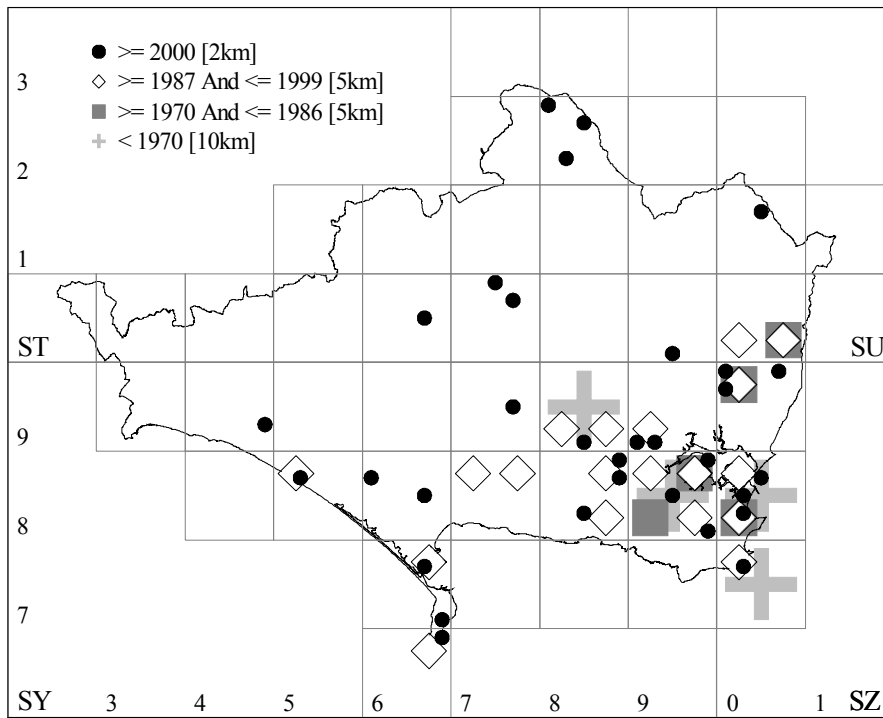 >= 2000 [2km]
>= 1987 And <= 1999 [5km]
>= 1970 And <= 1986 [5km]
< 1970 [10km]
3
2
1
ST
SU
9
8
7
SY 3 4 5 6 7 8 9 0 1 SZ